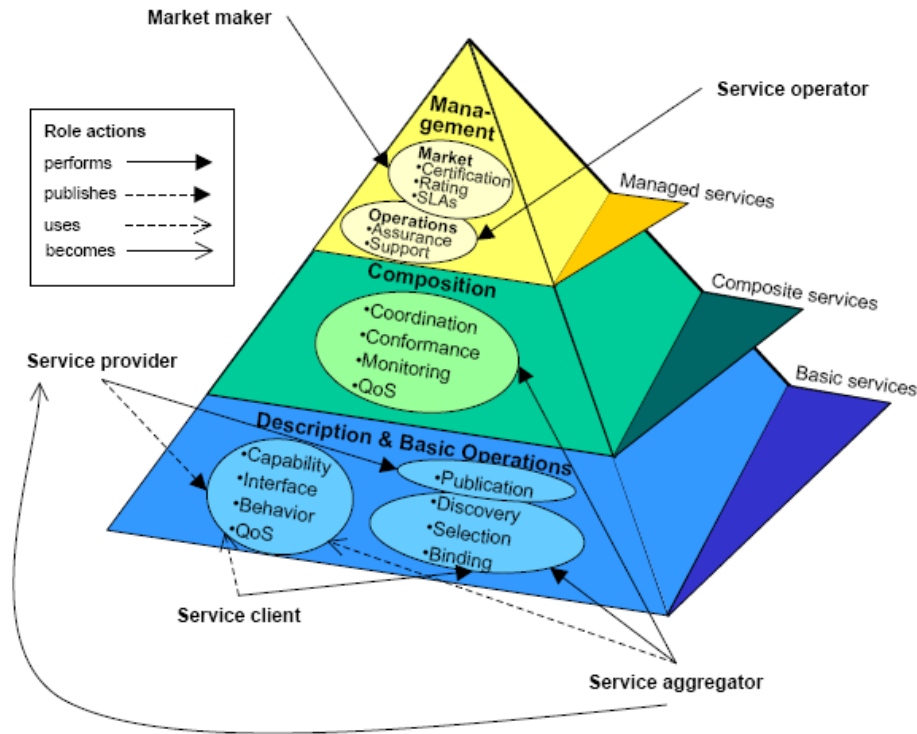 Market maker
Service operator
Role actions
performs
publishes
uses
becomes
Mana-
gement
Market
•Certification
•Rating
•SLAs
Operations
•Assurance
•Support
Managed services
Composition
•Coordination
•Conformance
•Monitoring
•QoS
Composite services
Service provider
Basic services
Description & Basic Operations
•Capability
•Interface
•Behavior
•QoS
•Publication
•Discovery
•Selection
•Binding
Service client
Service aggregator